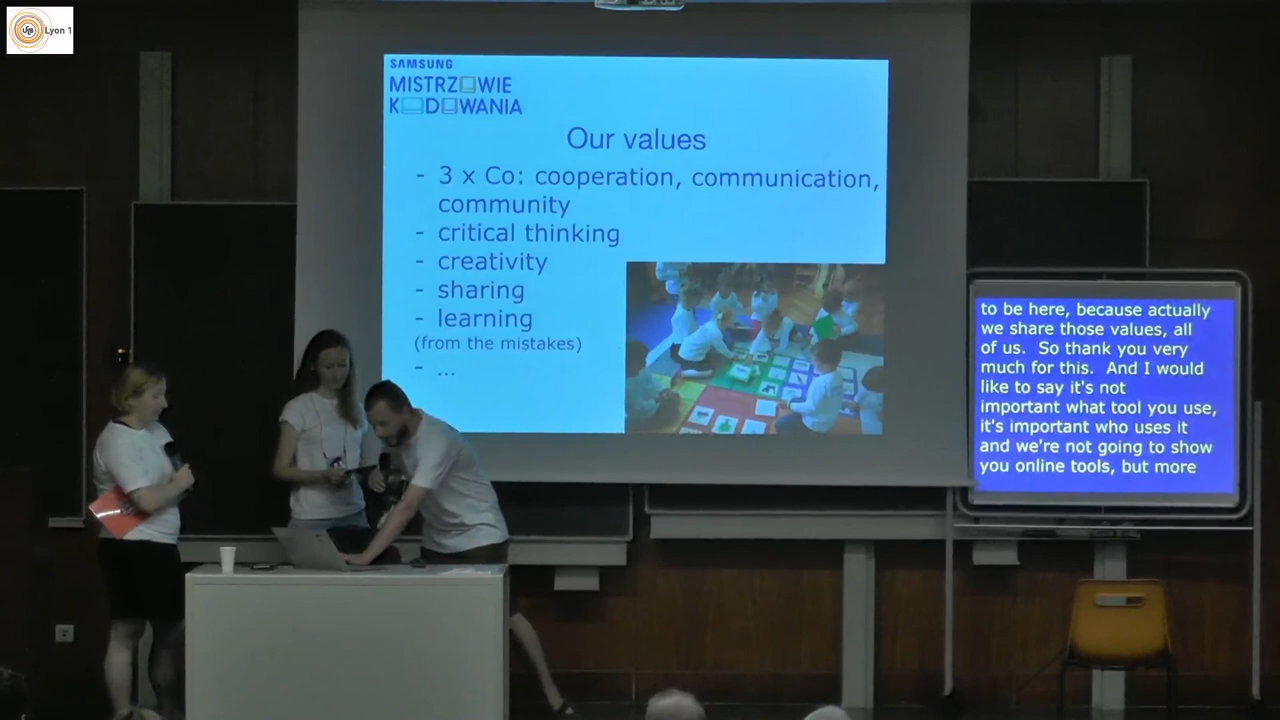 UCB Lyon 1
SAMSUNG
MISTRZOWIE
KODOWANIA
Our values
- 3 x Co: cooperation, communication,
community
- critical thinking
- creativity
- sharing
- learning
(from the mistakes)
- ...
to be here, because actually
we share those values, all
of us. So thank you very
much for this. And I would
like to say it's not
important what tool you use,
it's important who uses it
and we're not going to show
you online tools, but more